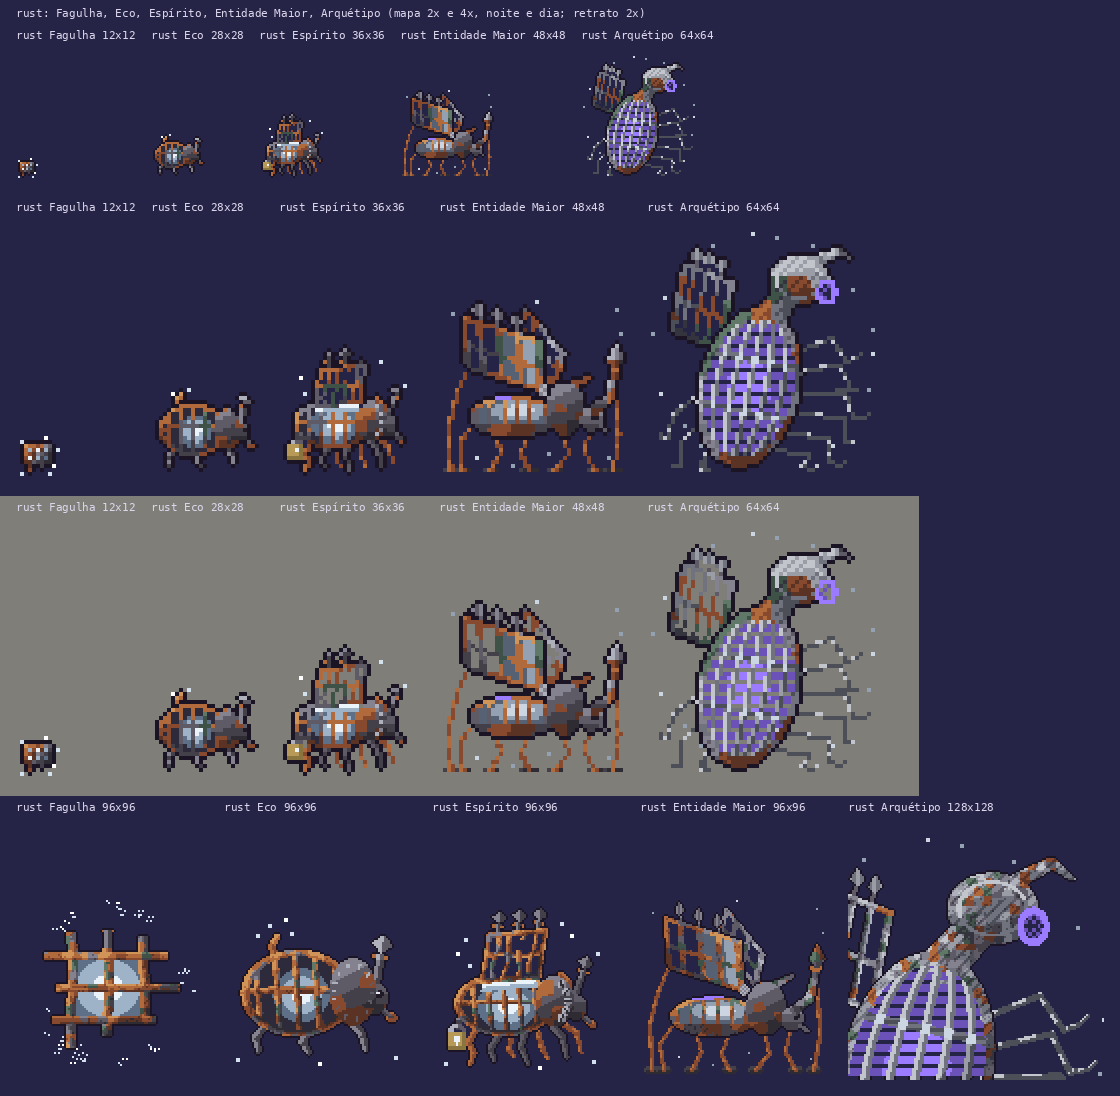 rust: Fagulha, Eco, Espírito, Entidade Maior, Arquétipo (mapa 2x e 4x, noite e dia; retrato 2x)
rust Fagulha 12x12 rust Eco 28x28 rust Espírito 36x36 rust Entidade Maior 48x48 rust Arquétipo 64x64
rust Fagulha 12x12 rust Eco 28x28 rust Espírito 36x36 rust Entidade Maior 48x48 rust Arquétipo 64x64
rust Fagulha 12x12 rust Eco 28x28 rust Espírito 36x36 rust Entidade Maior 48x48 rust Arquétipo 64x64
rust Fagulha 96x96 rust Eco 96x96 rust Espírito 96x96 rust Entidade Maior 96x96 rust Arquétipo 128x128